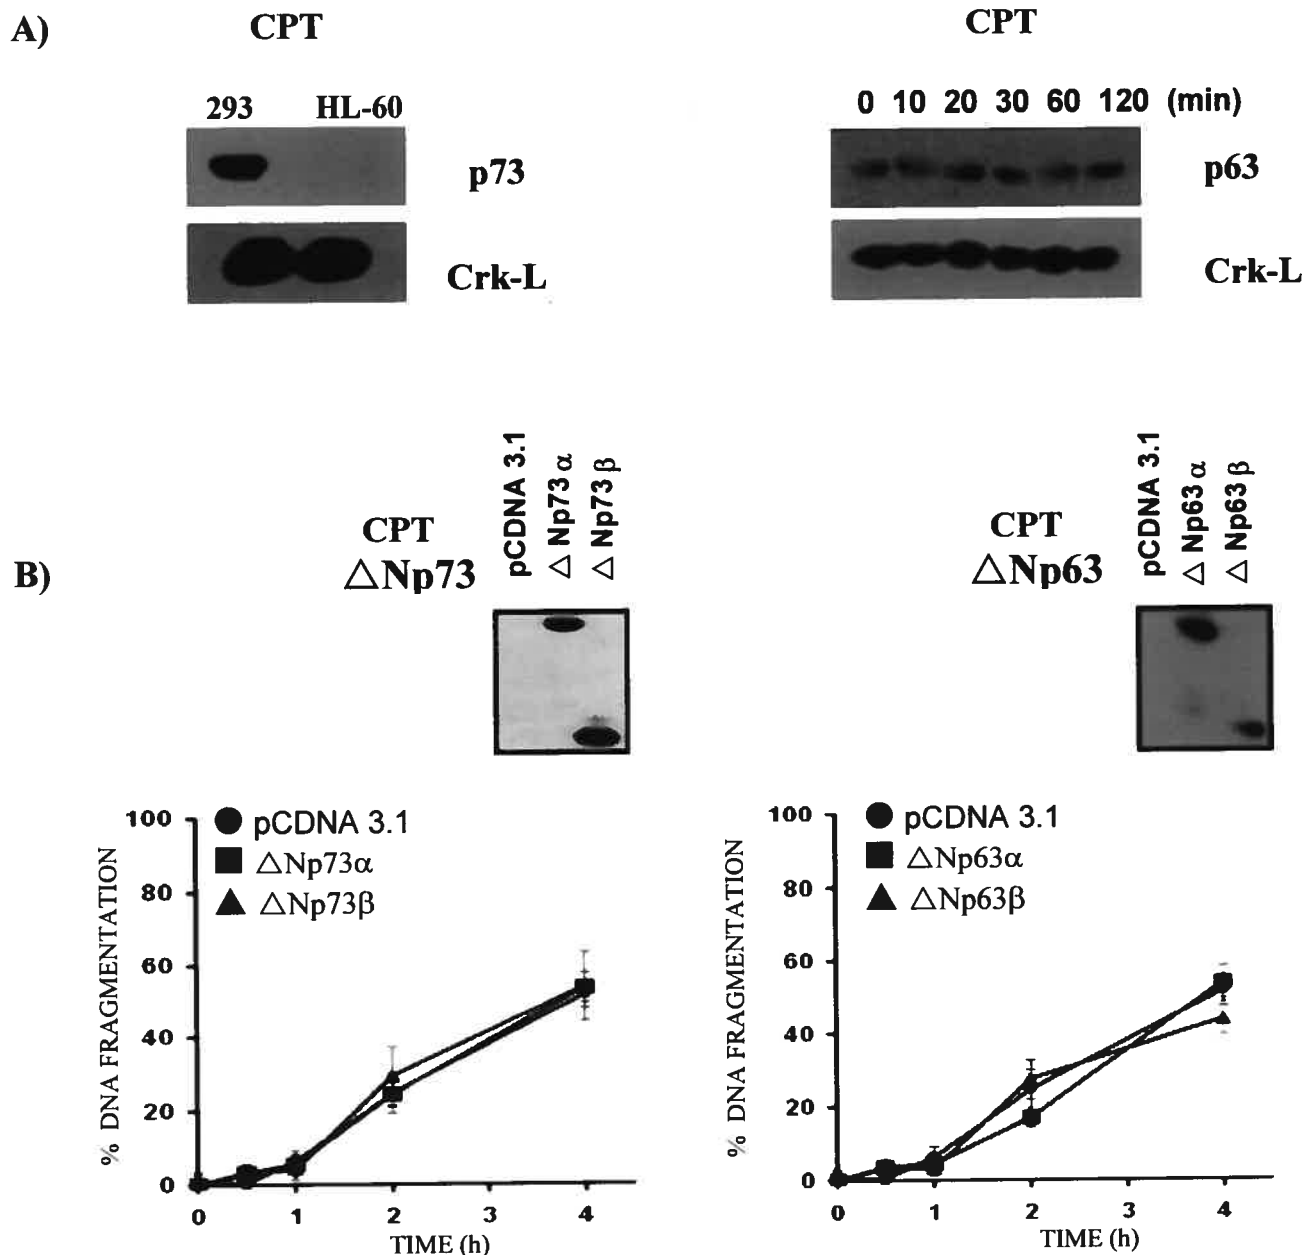 A)
CPT
293 HL-60
p73
Crk-L
CPT
0 10 20 30 60 120 (min)
p63
Crk-L
B)
CPT
△Np73
pCDNA 3.1
△ Np73 α
△ Np73 β
CPT
△Np63
pCDNA 3.1
△ Np63 α
△ Np63 β
% DNA FRAGMENTATION
100
80
60
40
20
0
pCDNA 3.1
△Np73α
△Np73β
0 1 2 3 4
TIME (h)
% DNA FRAGMENTATION
100
80
60
40
20
0
pCDNA 3.1
△Np63α
△Np63β
0 1 2 3 4
TIME (h)